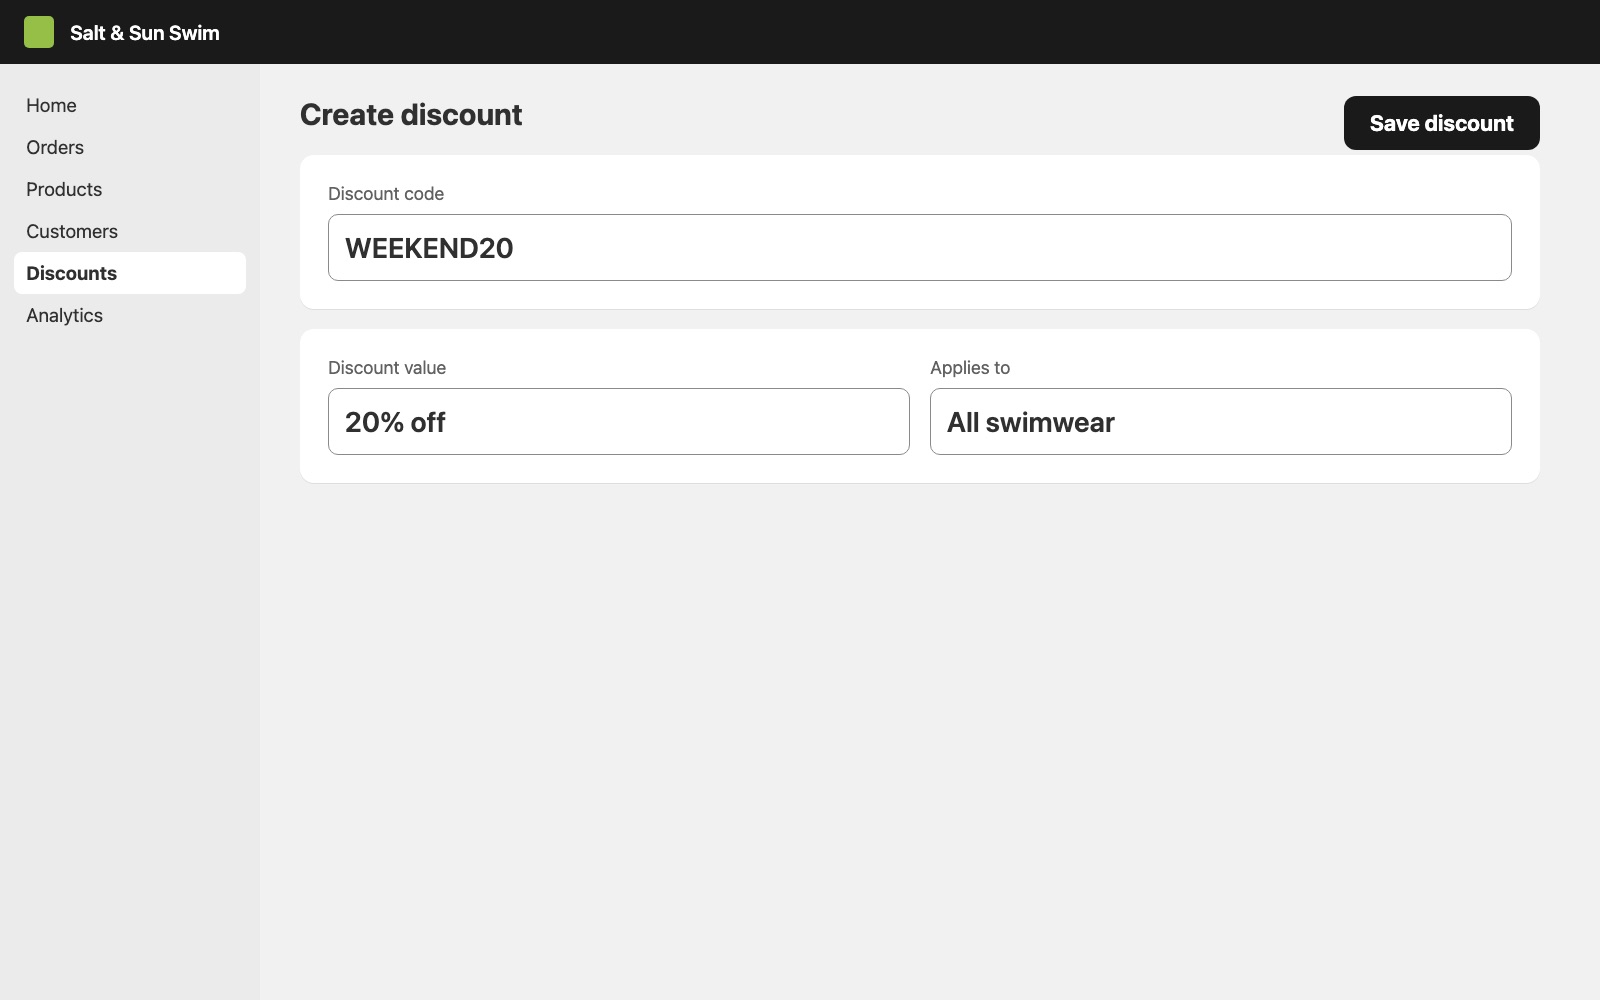 Salt & Sun Swim
Home
Orders
Products
Customers
Discounts
Analytics
Create discount
Save discount
Discount code
WEEKEND20
Discount value
Applies to
20% off
All swimwear